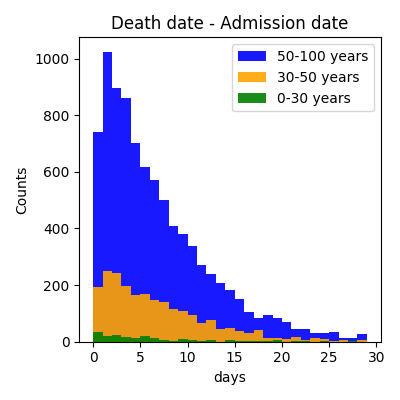 Death date - Admission date
1000
800
600
400
200
0
Counts
50-100 years
30-50 years
0-30 years
0 5 10 15 20 25 30
days